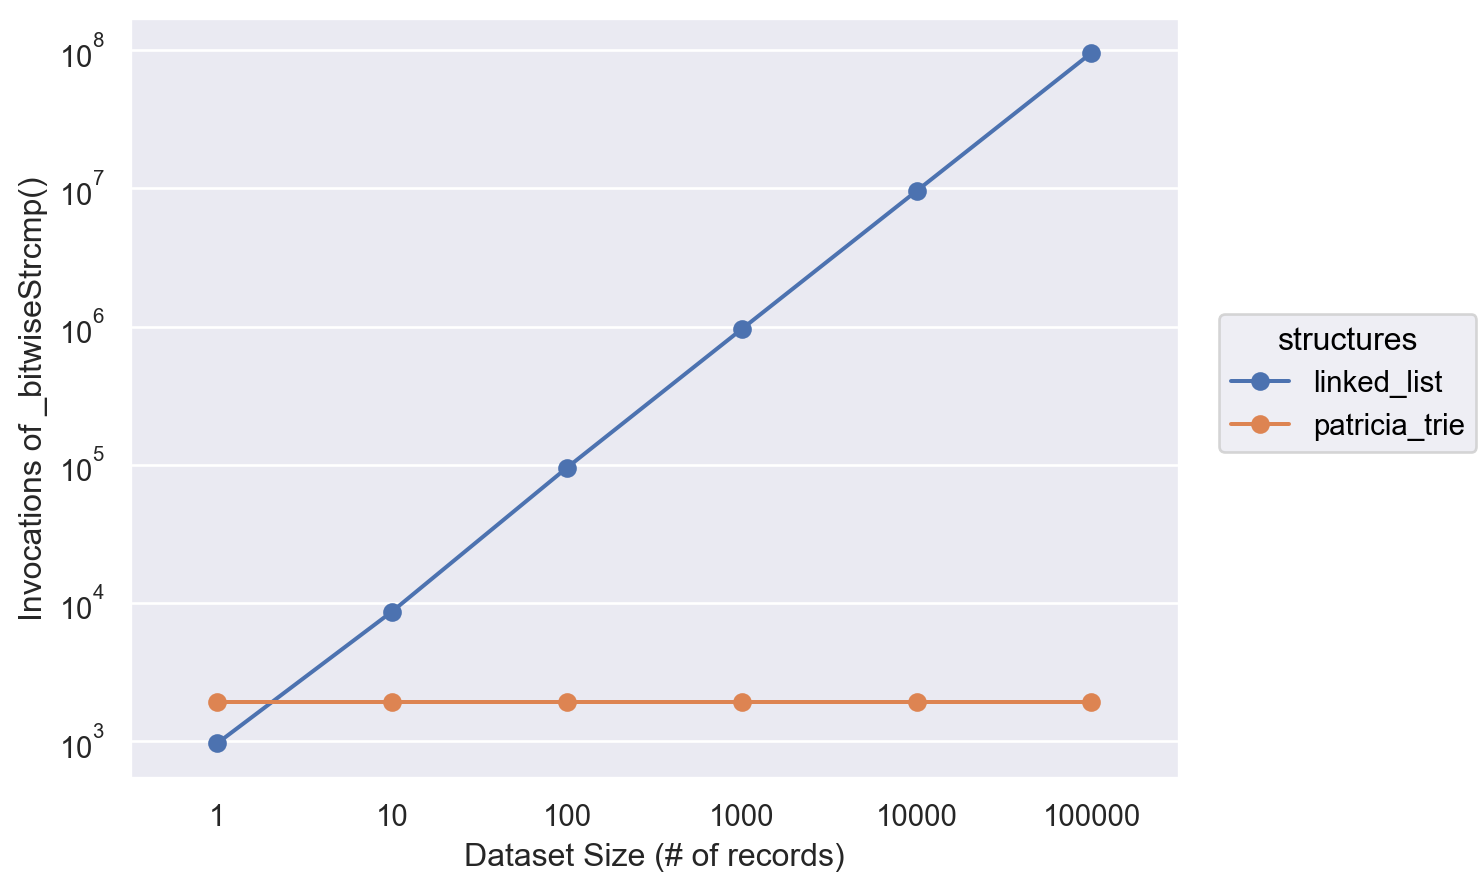 Invocations of _bitwiseStrcmp()
10^8
10^7
10^6
10^5
10^4
10^3
1 10 100 1000 10000 100000
Dataset Size (# of records)
structures
linked_list
patricia_trie